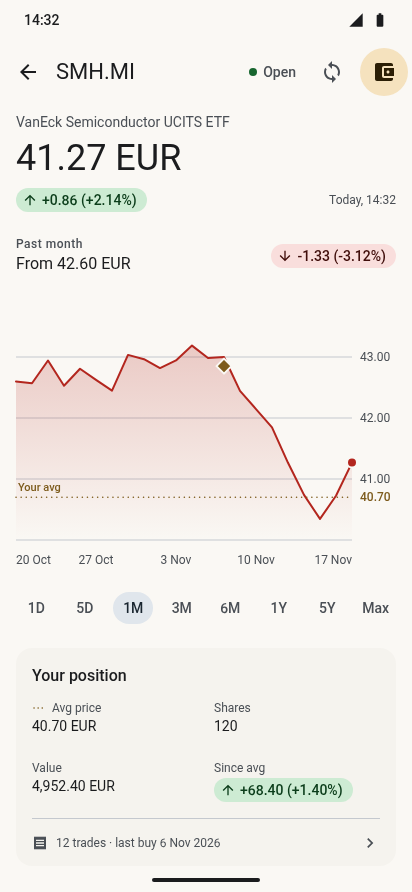 14:32
SMH.MI
Open
VanEck Semiconductor UCITS ETF
41.27 EUR
+0.86 (+2.14%)
Today, 14:32
Past month
From 42.60 EUR
-1.33 (-3.12%)
43.00
42.00
41.00
Your avg
40.70
20 Oct 27 Oct 3 Nov 10 Nov 17 Nov
1D 5D 1M 3M 6M 1Y 5Y Max
Your position
Avg price
40.70 EUR
Shares
120
Value
4,952.40 EUR
Since avg
+68.40 (+1.40%)
12 trades · last buy 6 Nov 2026